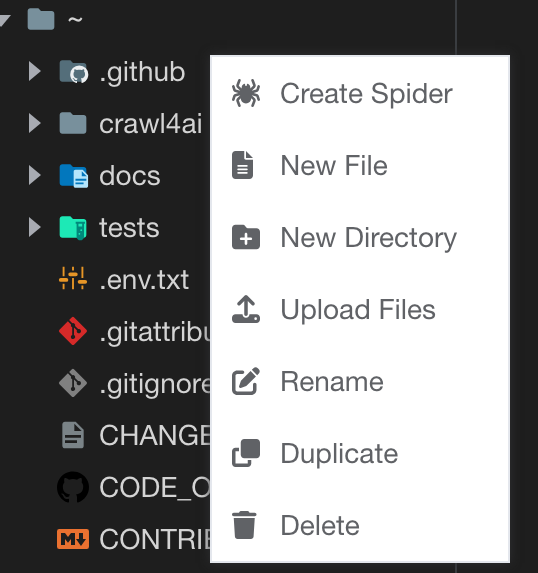 ~
.github
crawl4ai
docs
tests
.env.txt
.gitattribu
.gitignore
CHANGE
CODE_O
CONTRIB
Create Spider
New File
New Directory
Upload Files
Rename
Duplicate
Delete